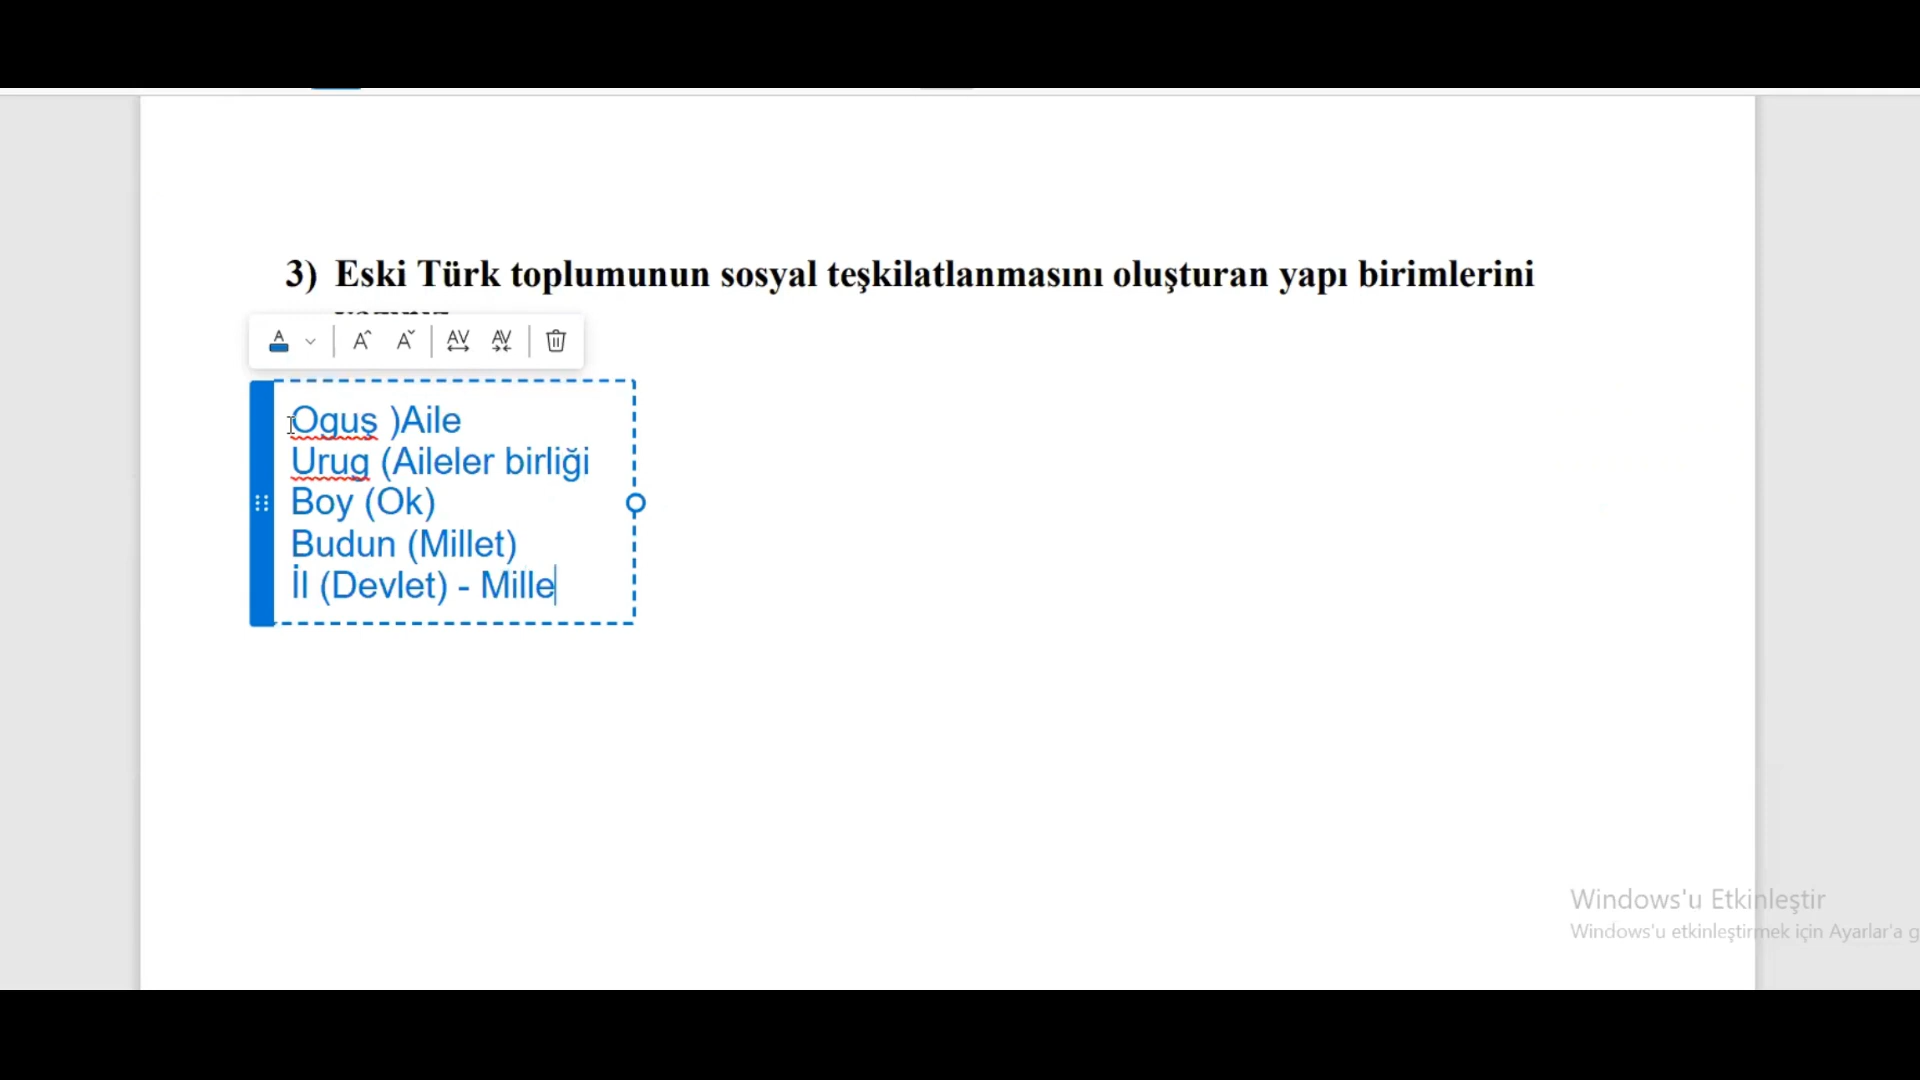 3) Eski Türk toplumunun sosyal teşkilatlanmasını oluşturan yapı birimlerini
Oguş )Aile
Urug (Aileler birliği
Boy (Ok)
Budun (Millet)
İl (Devlet) - Mille
Windows'u Etkinleştir
Windows'u etkinleştirmek için Ayarlar'a g